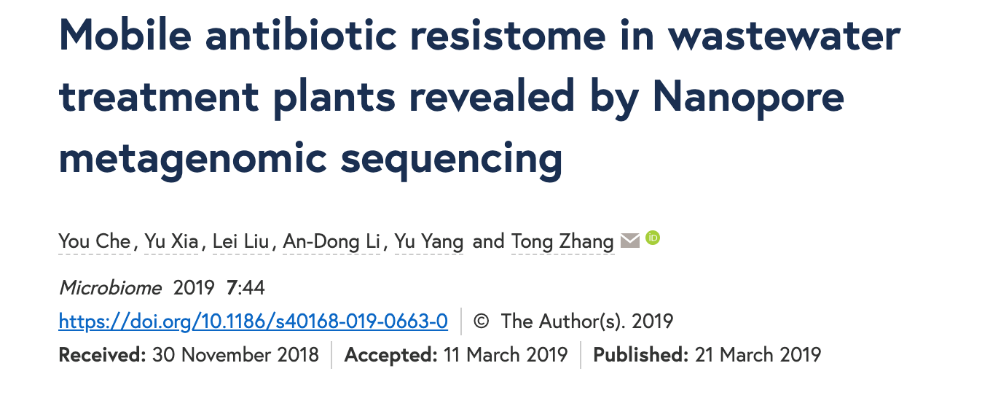 Mobile antibiotic resistome in wastewater
treatment plants revealed by Nanopore
metagenomic sequencing
You Che, Yu Xia, Lei Liu, An-Dong Li, Yu Yang and Tong Zhang
Microbiome 2019 7:44
https://doi.org/10.1186/s40168-019-0663-0 | © The Author(s). 2019
Received: 30 November 2018 | Accepted: 11 March 2019 | Published: 21 March 2019